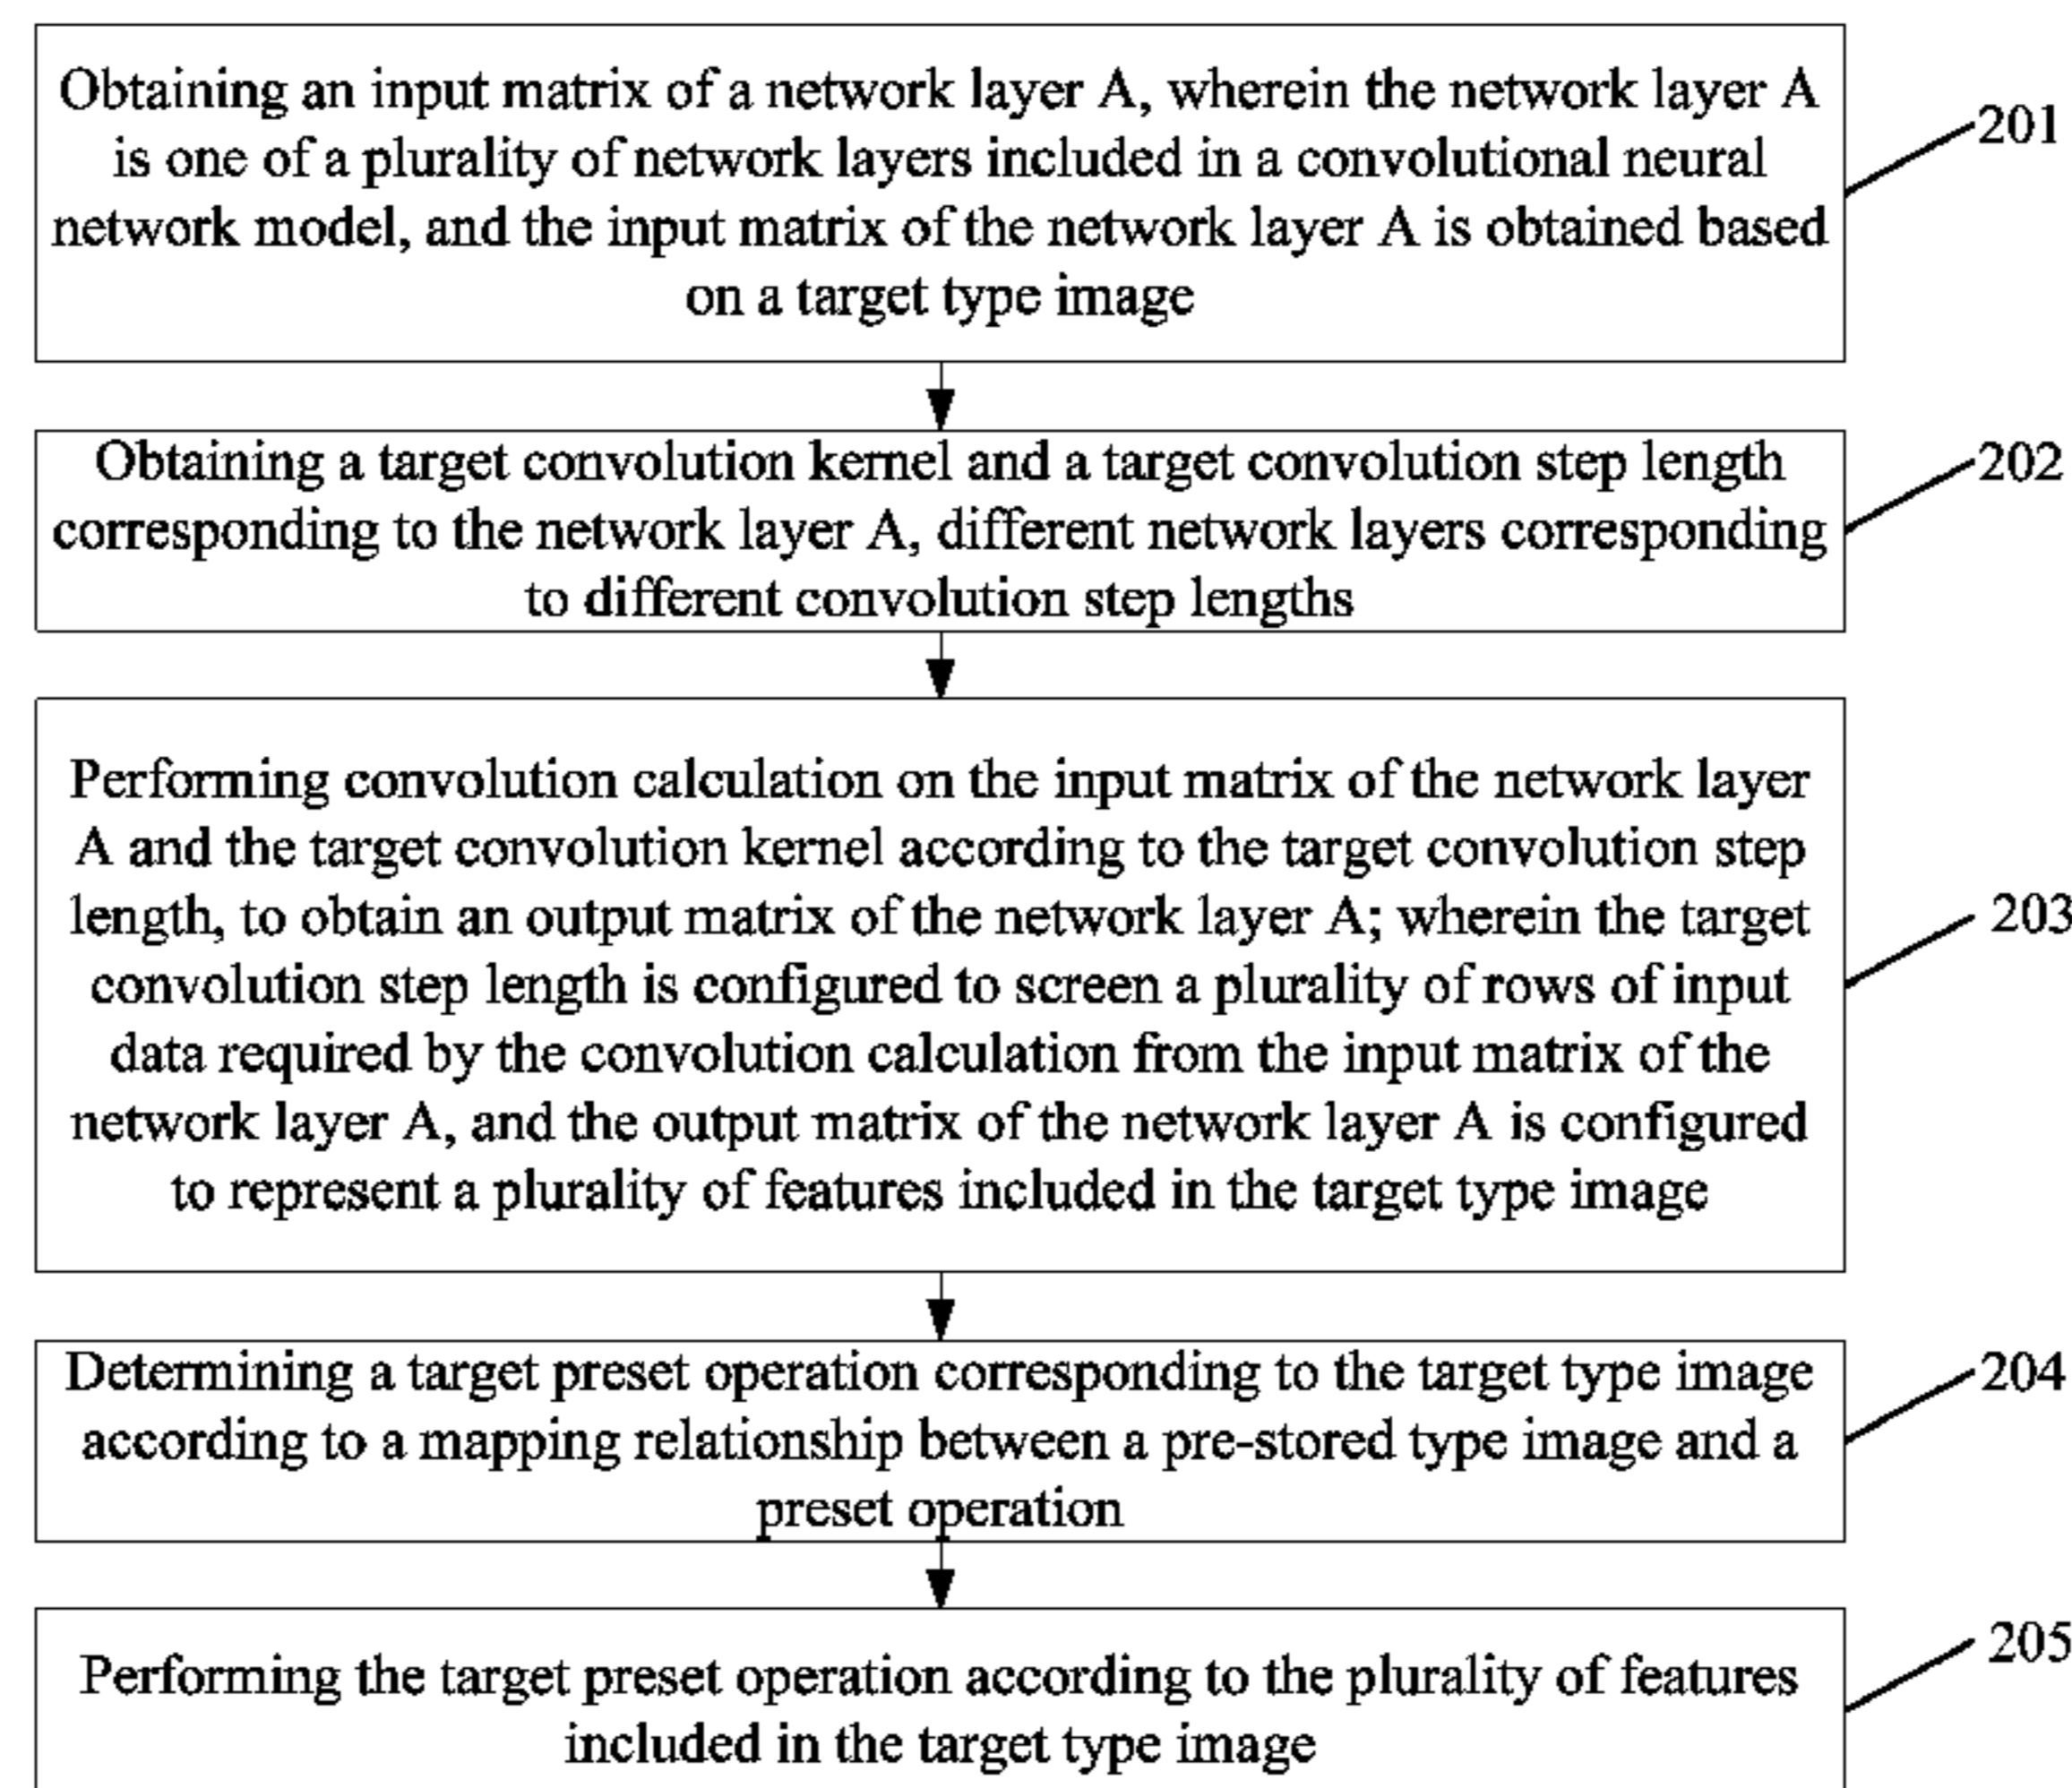 Obtaining an input matrix of a network layer A, wherein the network layer A
is one of a plurality of network layers included in a convolutional neural
network model, and the input matrix of the network layer A is obtained based
on a target type image
201
Obtaining a target convolution kernel and a target convolution step length
corresponding to the network layer A, different network layers corresponding
to different convolution step lengths
202
Performing convolution calculation on the input matrix of the network layer
A and the target convolution kernel according to the target convolution step
length, to obtain an output matrix of the network layer A; wherein the target
convolution step length is configured to screen a plurality of rows of input
data required by the convolution calculation from the input matrix of the
network layer A, and the output matrix of the network layer A is configured
to represent a plurality of features included in the target type image
203
Determining a target preset operation corresponding to the target type image
according to a mapping relationship between a pre-stored type image and a
preset operation
204
Performing the target preset operation according to the plurality of features
included in the target type image
205